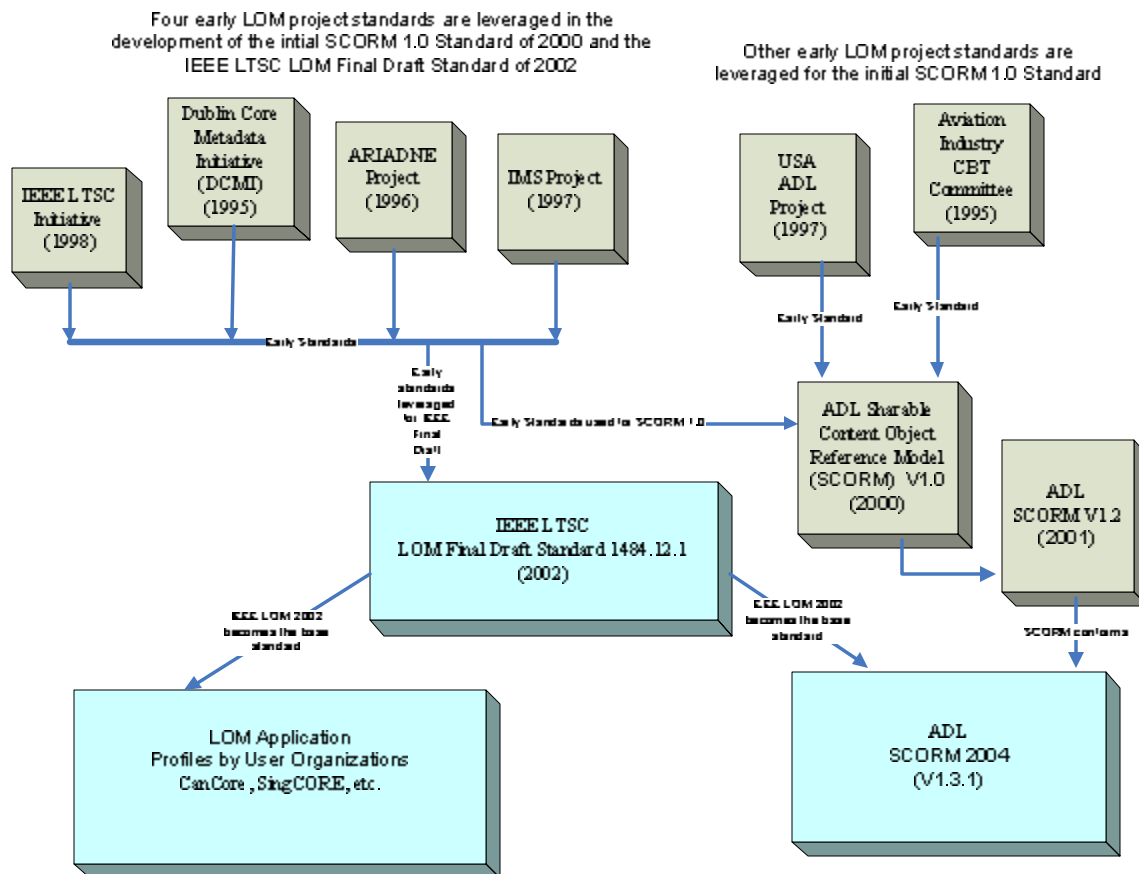 Four early LOM project standards are leveraged in the
development of the intial SCORM 1.0 Standard of 2000 and the
IEEE LTSC LOM Final Draft Standard of 2002
Other early LOM project standards are
leveraged for the initial SCORM 1.0 Standard
IEEE LTSC
Initiative
(1998)
Dublin Core
Metadata
Initiative
(DCMI)
(1995)
ARIADNE
Project
(1996)
IMS Project
(1997)
USA
ADL
Project
(1997)
Aviation
Industry
CBT
Committee
(1995)
Early Standards
Early Standard
Early Standard
Early
standards
leveraged
for IEEE
Final
Draft
Early Standards used for SCORM 1.0
ADL Sharable
Content Object
Reference Model
(SCORM) V1.0
(2000)
ADL
SCORM V1.2
(2001)
IEEE LTSC
LOM Final Draft Standard 1484.12.1
(2002)
IEEE LOM 2002
becomes the base
standard
IEEE LOM 2002
becomes the base
standard
SCORM conforms
LOM Application
Profiles by User Organizations
CanCore, SingCORE, etc.
ADL
SCORM 2004
(V1.3.1)